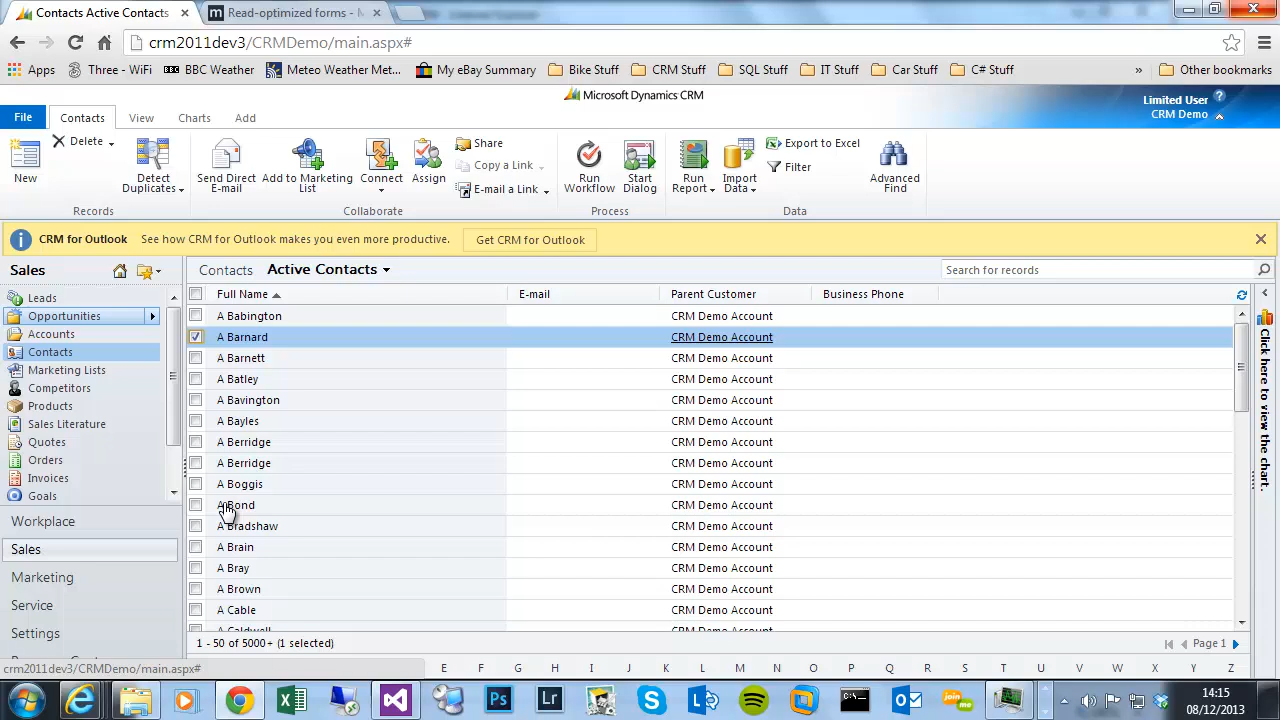 Contacts Active Contacts
Read-optimized forms - M
crm2011dev3/CRMDemo/main.aspx#
Apps
Three - WiFi
BBC Weather
Meteo Weather Met...
My eBay Summary
Bike Stuff
CRM Stuff
SQL Stuff
IT Stuff
Car Stuff
C# Stuff
»
Other bookmarks
Microsoft Dynamics CRM
Limited User
CRM Demo
File
Contacts
View
Charts
Add
New
Delete
Detect Duplicates
Records
Send Direct E-mail
Add to Marketing List
Connect
Assign
Share
Copy a Link
E-mail a Link
Collaborate
Run Workflow
Start Dialog
Process
Run Report
Import Data
Export to Excel
Filter
Advanced Find
Data
CRM for Outlook
See how CRM for Outlook makes you even more productive.
Get CRM for Outlook
Sales
Leads
Opportunities
Accounts
Contacts
Marketing Lists
Competitors
Products
Sales Literature
Quotes
Orders
Invoices
Goals
Workplace
Sales
Marketing
Service
Settings
Contacts
Active Contacts
Search for records
Full Name
E-mail
Parent Customer
Business Phone
A Babington CRM Demo Account
A Barnard CRM Demo Account
A Barnett CRM Demo Account
A Batley CRM Demo Account
A Bavington CRM Demo Account
A Bayles CRM Demo Account
A Berridge CRM Demo Account
A Berridge CRM Demo Account
A Boggis CRM Demo Account
A Bond CRM Demo Account
A Bradshaw CRM Demo Account
A Brain CRM Demo Account
A Bray CRM Demo Account
A Brown CRM Demo Account
A Cable CRM Demo Account
A Caldwell CRM Demo Account
Click here to view the chart.
1 - 50 of 5000+ (1 selected)
Page 1
crm2011dev3/CRMDemo/main.aspx#
E F G H I J K L M N O P Q R S T U V W X Y Z
14:15
08/12/2013